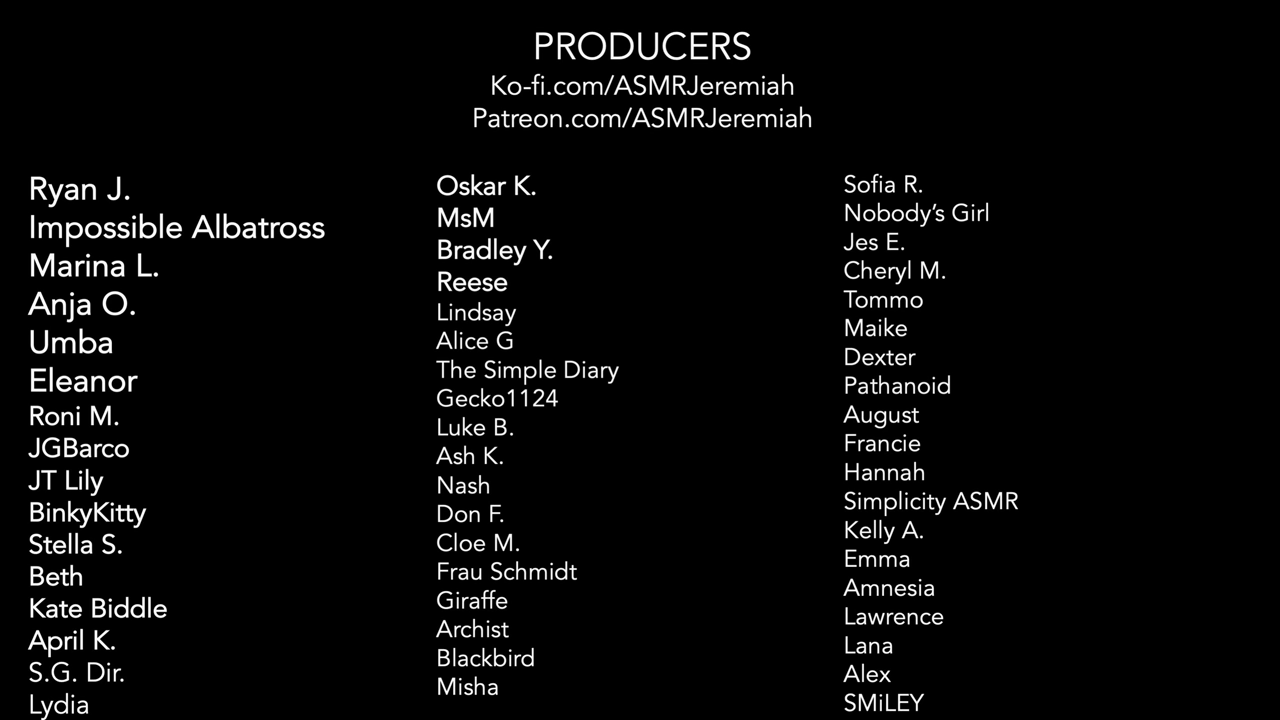 PRODUCERS
Ko-fi.com/ASMRJeremiah
Patreon.com/ASMRJeremiah
Ryan J.
Impossible Albatross
Marina L.
Anja O.
Umba
Eleanor
Roni M.
JGBarco
JT Lily
BinkyKitty
Stella S.
Beth
Kate Biddle
April K.
S.G. Dir.
Lydia
Oskar K.
MsM
Bradley Y.
Reese
Lindsay
Alice G
The Simple Diary
Gecko1124
Luke B.
Ash K.
Nash
Don F.
Cloe M.
Frau Schmidt
Giraffe
Archist
Blackbird
Misha
Sofia R.
Nobody’s Girl
Jes E.
Cheryl M.
Tommo
Maike
Dexter
Pathanoid
August
Francie
Hannah
Simplicity ASMR
Kelly A.
Emma
Amnesia
Lawrence
Lana
Alex
SMiLEY